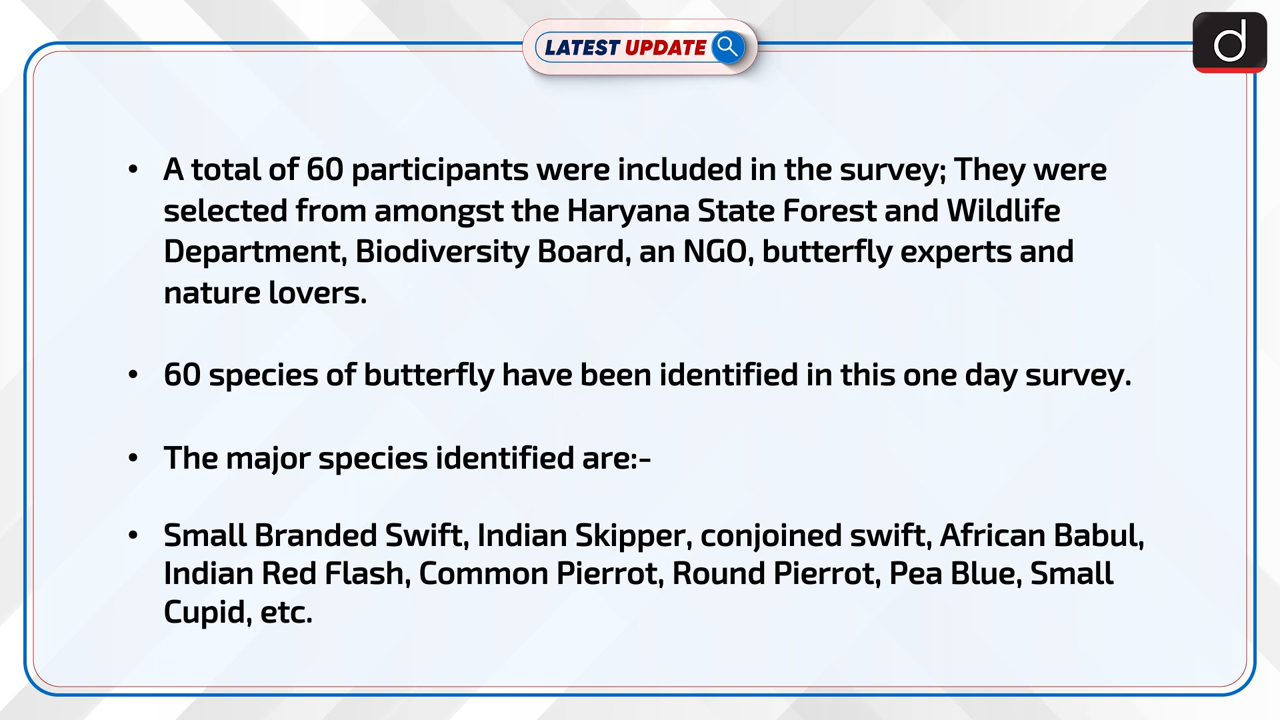 LATEST UPDATE
d
• A total of 60 participants were included in the survey; They were
selected from amongst the Haryana State Forest and Wildlife
Department, Biodiversity Board, an NGO, butterfly experts and
nature lovers.
• 60 species of butterfly have been identified in this one day survey.
• The major species identified are:-
• Small Branded Swift, Indian Skipper, conjoined swift, African Babul,
Indian Red Flash, Common Pierrot, Round Pierrot, Pea Blue, Small
Cupid, etc.